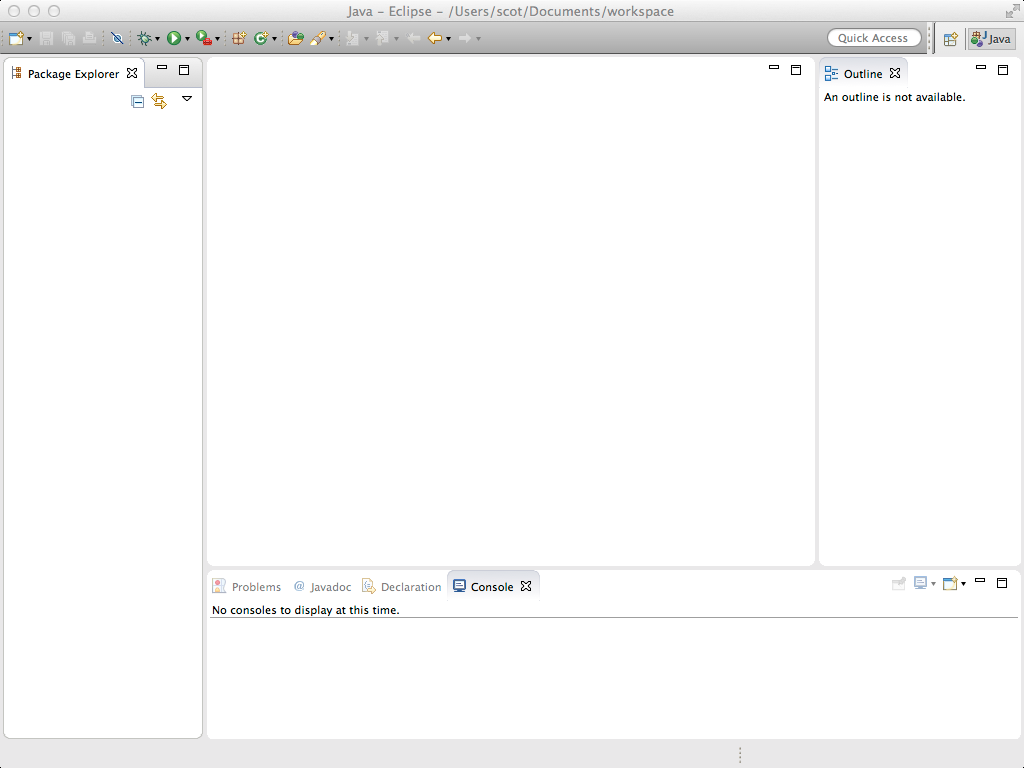 Java – Eclipse – /Users/scot/Documents/workspace
Quick Access
Java
Package Explorer
Outline
An outline is not available.
Problems
@ Javadoc
Declaration
Console
No consoles to display at this time.